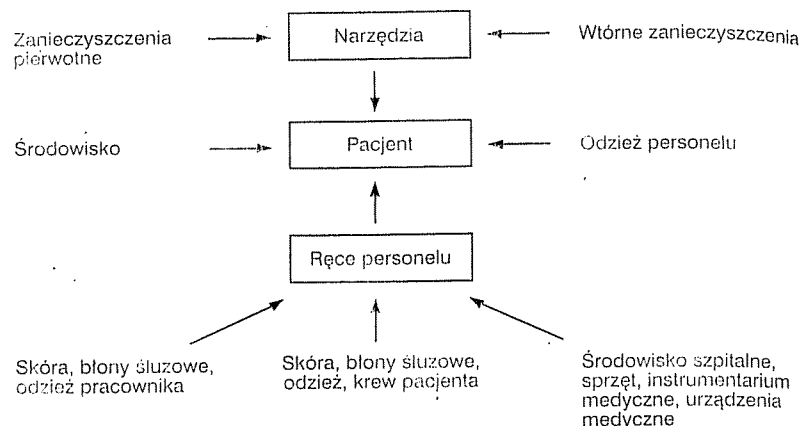 Zanieczyszczenia
pierwotne
Narzędzia
Wtórne zanieczyszczenia
Środowisko
Pacjent
Odzież personelu
Ręce personelu
Skóra, błony śluzowe,
odzież pracownika
Skóra, błony śluzowe,
odzież, krew pacjenta
Środowisko szpitalne,
sprzęt, instrumentarium
medyczne, urządzenia
medyczne